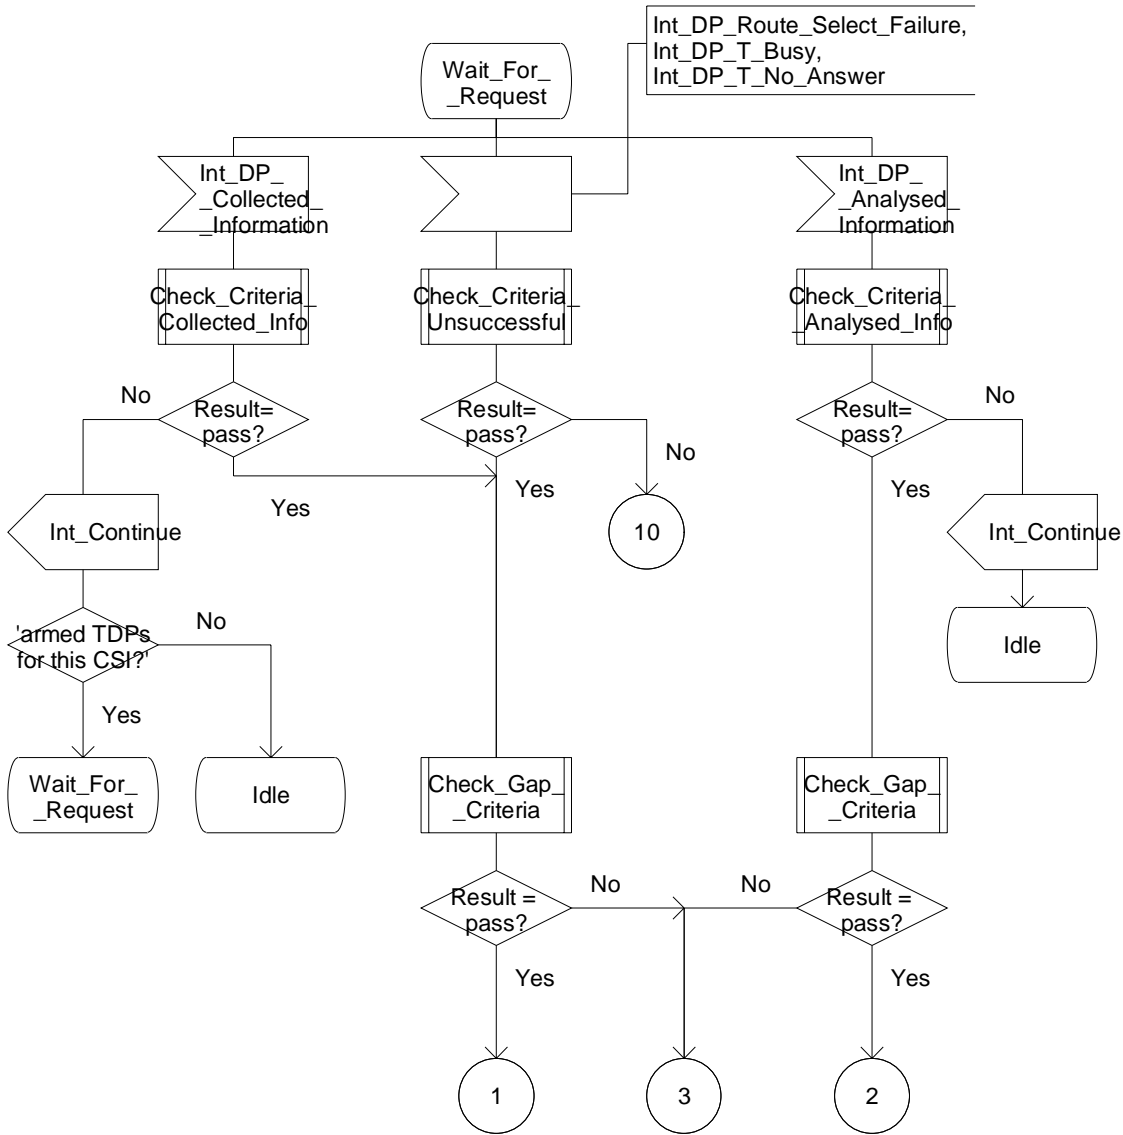 Int_DP_Route_Select_Failure,
Int_DP_T_Busy,
Int_DP_T_No_Answer
Wait_For_
_Request
Int_DP_
_Collected_
_Information
Int_DP_
_Analysed_
Information
Check_Criteria_
Collected_Info
Check_Criteria_
Unsuccessful
Check_Criteria_
_Analysed_Info
No
Result=
pass?
Result=
pass?
Result=
pass?
No
No
Yes
Yes
Yes
Int_Continue
10
Int_Continue
'armed TDPs
for this CSI?'
No
Idle
Yes
Wait_For_
_Request
Idle
Check_Gap_
_Criteria
Check_Gap_
_Criteria
Result =
pass?
No
No
Result =
pass?
Yes
Yes
1
3
2